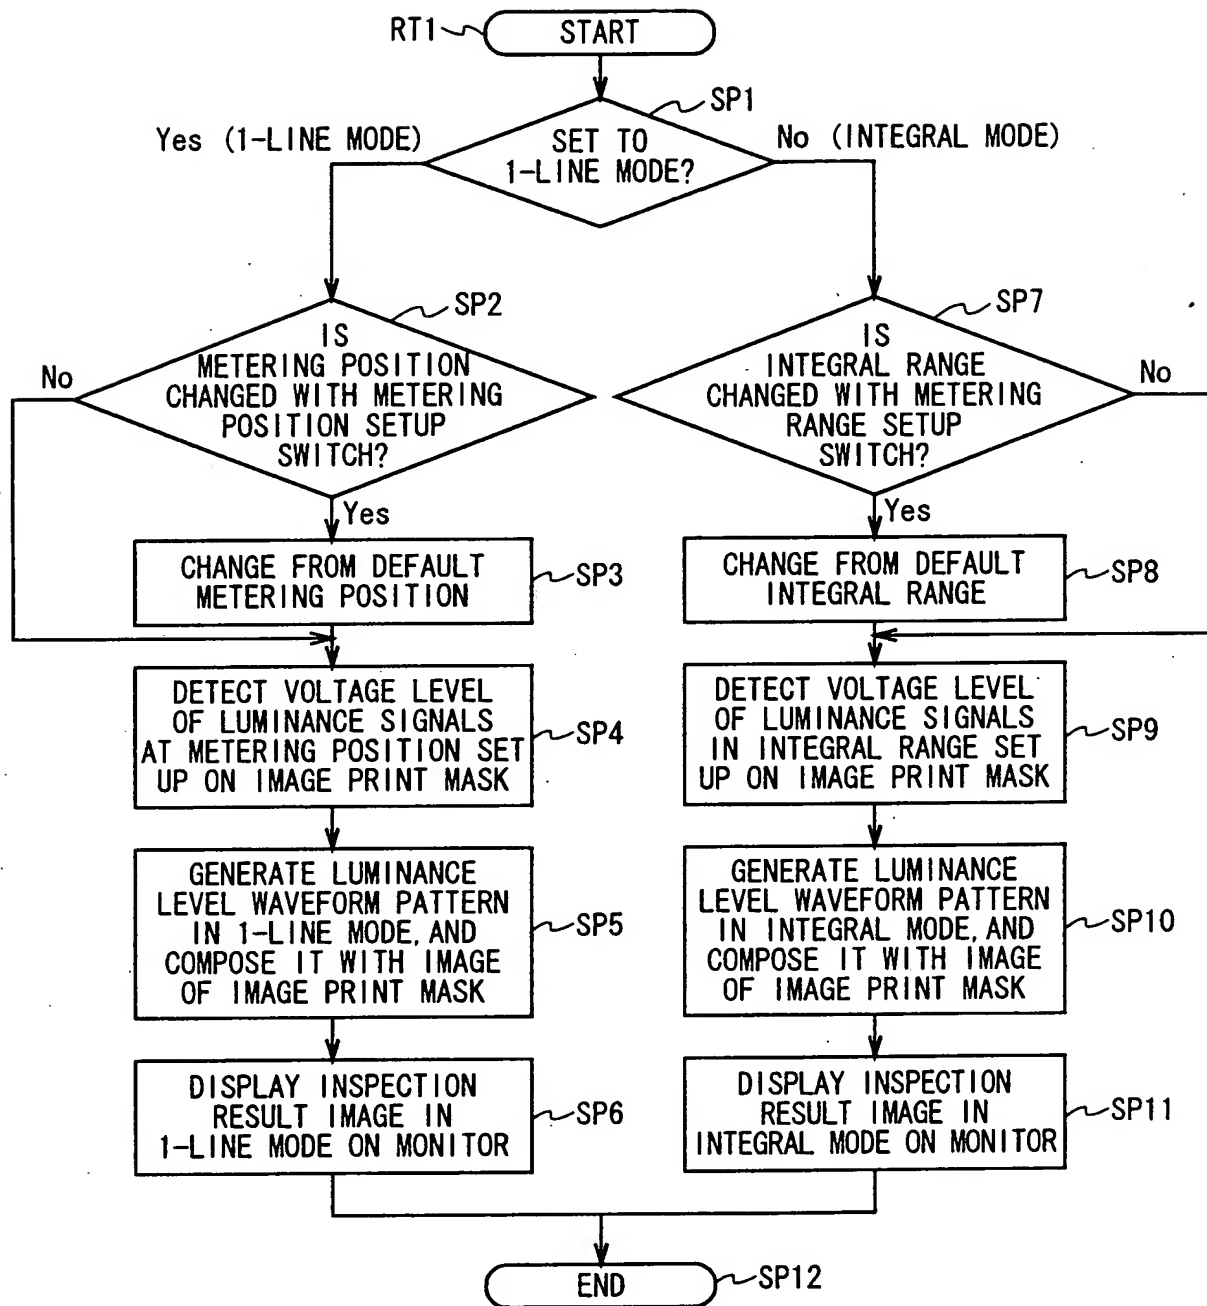 RT1
START
SP1
Yes (1-LINE MODE)
SET TO
1-LINE MODE?
No (INTEGRAL MODE)
SP2
IS
METERING POSITION
CHANGED WITH METERING
POSITION SETUP
SWITCH?
No
Yes
SP7
IS
INTEGRAL RANGE
CHANGED WITH METERING
RANGE SETUP
SWITCH?
No
Yes
CHANGE FROM DEFAULT
METERING POSITION
SP3
CHANGE FROM DEFAULT
INTEGRAL RANGE
SP8
DETECT VOLTAGE LEVEL
OF LUMINANCE SIGNALS
AT METERING POSITION SET
UP ON IMAGE PRINT MASK
SP4
DETECT VOLTAGE LEVEL
OF LUMINANCE SIGNALS
IN INTEGRAL RANGE SET
UP ON IMAGE PRINT MASK
SP9
GENERATE LUMINANCE
LEVEL WAVEFORM PATTERN
IN 1-LINE MODE, AND
COMPOSE IT WITH IMAGE
OF IMAGE PRINT MASK
SP5
GENERATE LUMINANCE
LEVEL WAVEFORM PATTERN
IN INTEGRAL MODE, AND
COMPOSE IT WITH IMAGE
OF IMAGE PRINT MASK
SP10
DISPLAY INSPECTION
RESULT IMAGE IN
1-LINE MODE ON MONITOR
SP6
DISPLAY INSPECTION
RESULT IMAGE IN
INTEGRAL MODE ON MONITOR
SP11
END
SP12